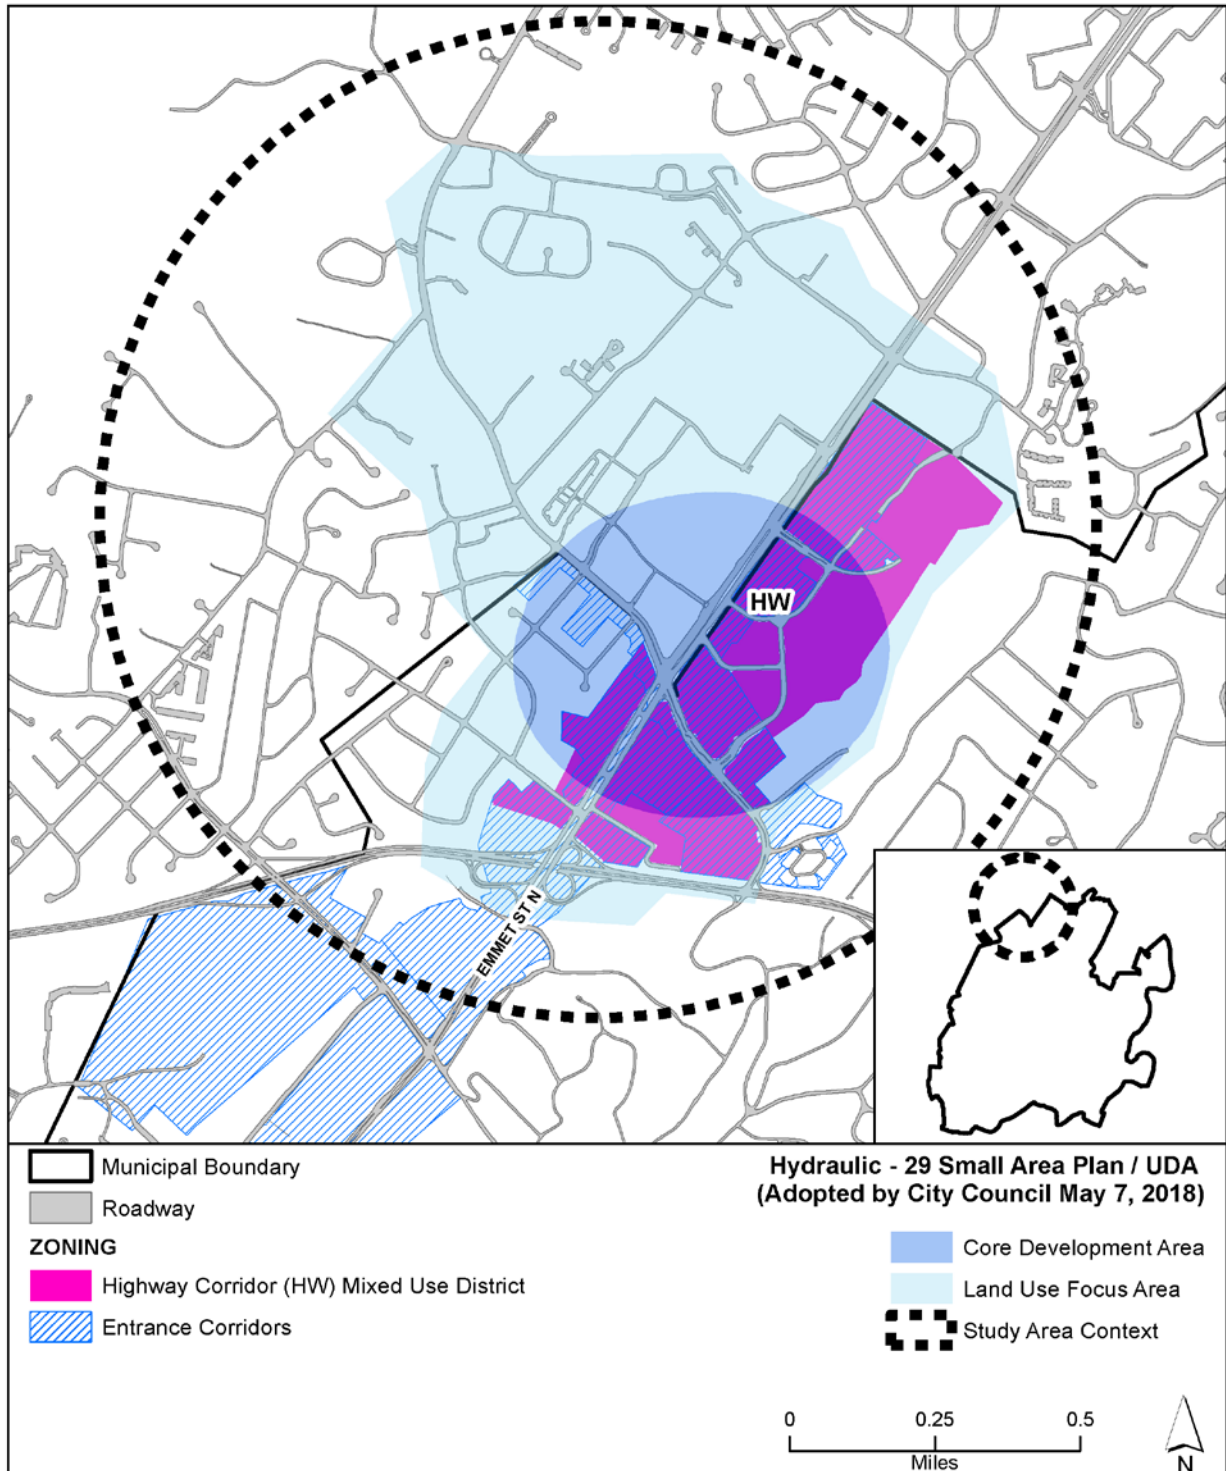 HW
EMMET ST N
Municipal Boundary
Roadway
ZONING
Highway Corridor (HW) Mixed Use District
Entrance Corridors
Hydraulic - 29 Small Area Plan / UDA
(Adopted by City Council May 7, 2018)
Core Development Area
Land Use Focus Area
Study Area Context
0 0.25 0.5
Miles
N